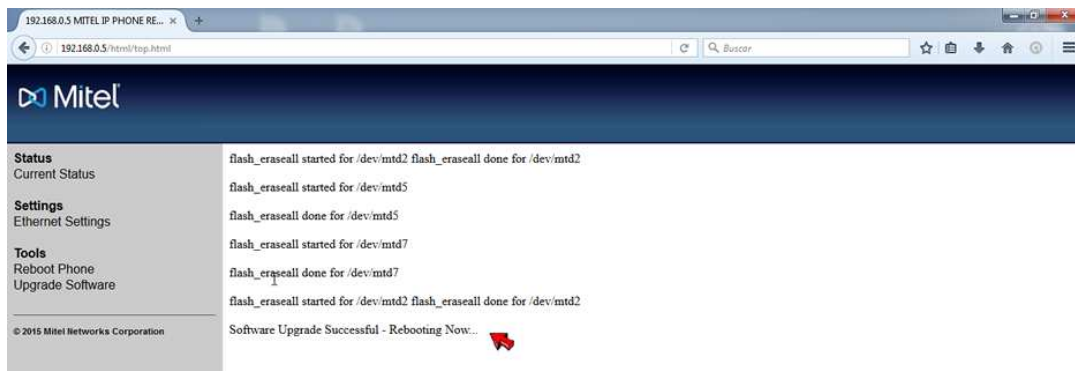 192.168.0.5 MITEL IP PHONE RE...
192.168.0.5/html/top.html
Buscar
Mitel
Status
Current Status
Settings
Ethernet Settings
Tools
Reboot Phone
Upgrade Software
© 2015 Mitel Networks Corporation
flash_eraseall started for /dev/mtd2 flash_eraseall done for /dev/mtd2
flash_eraseall started for /dev/mtd5
flash_eraseall done for /dev/mtd5
flash_eraseall started for /dev/mtd7
flash_eraseall done for /dev/mtd7
flash_eraseall started for /dev/mtd2 flash_eraseall done for /dev/mtd2
Software Upgrade Successful - Rebooting Now...